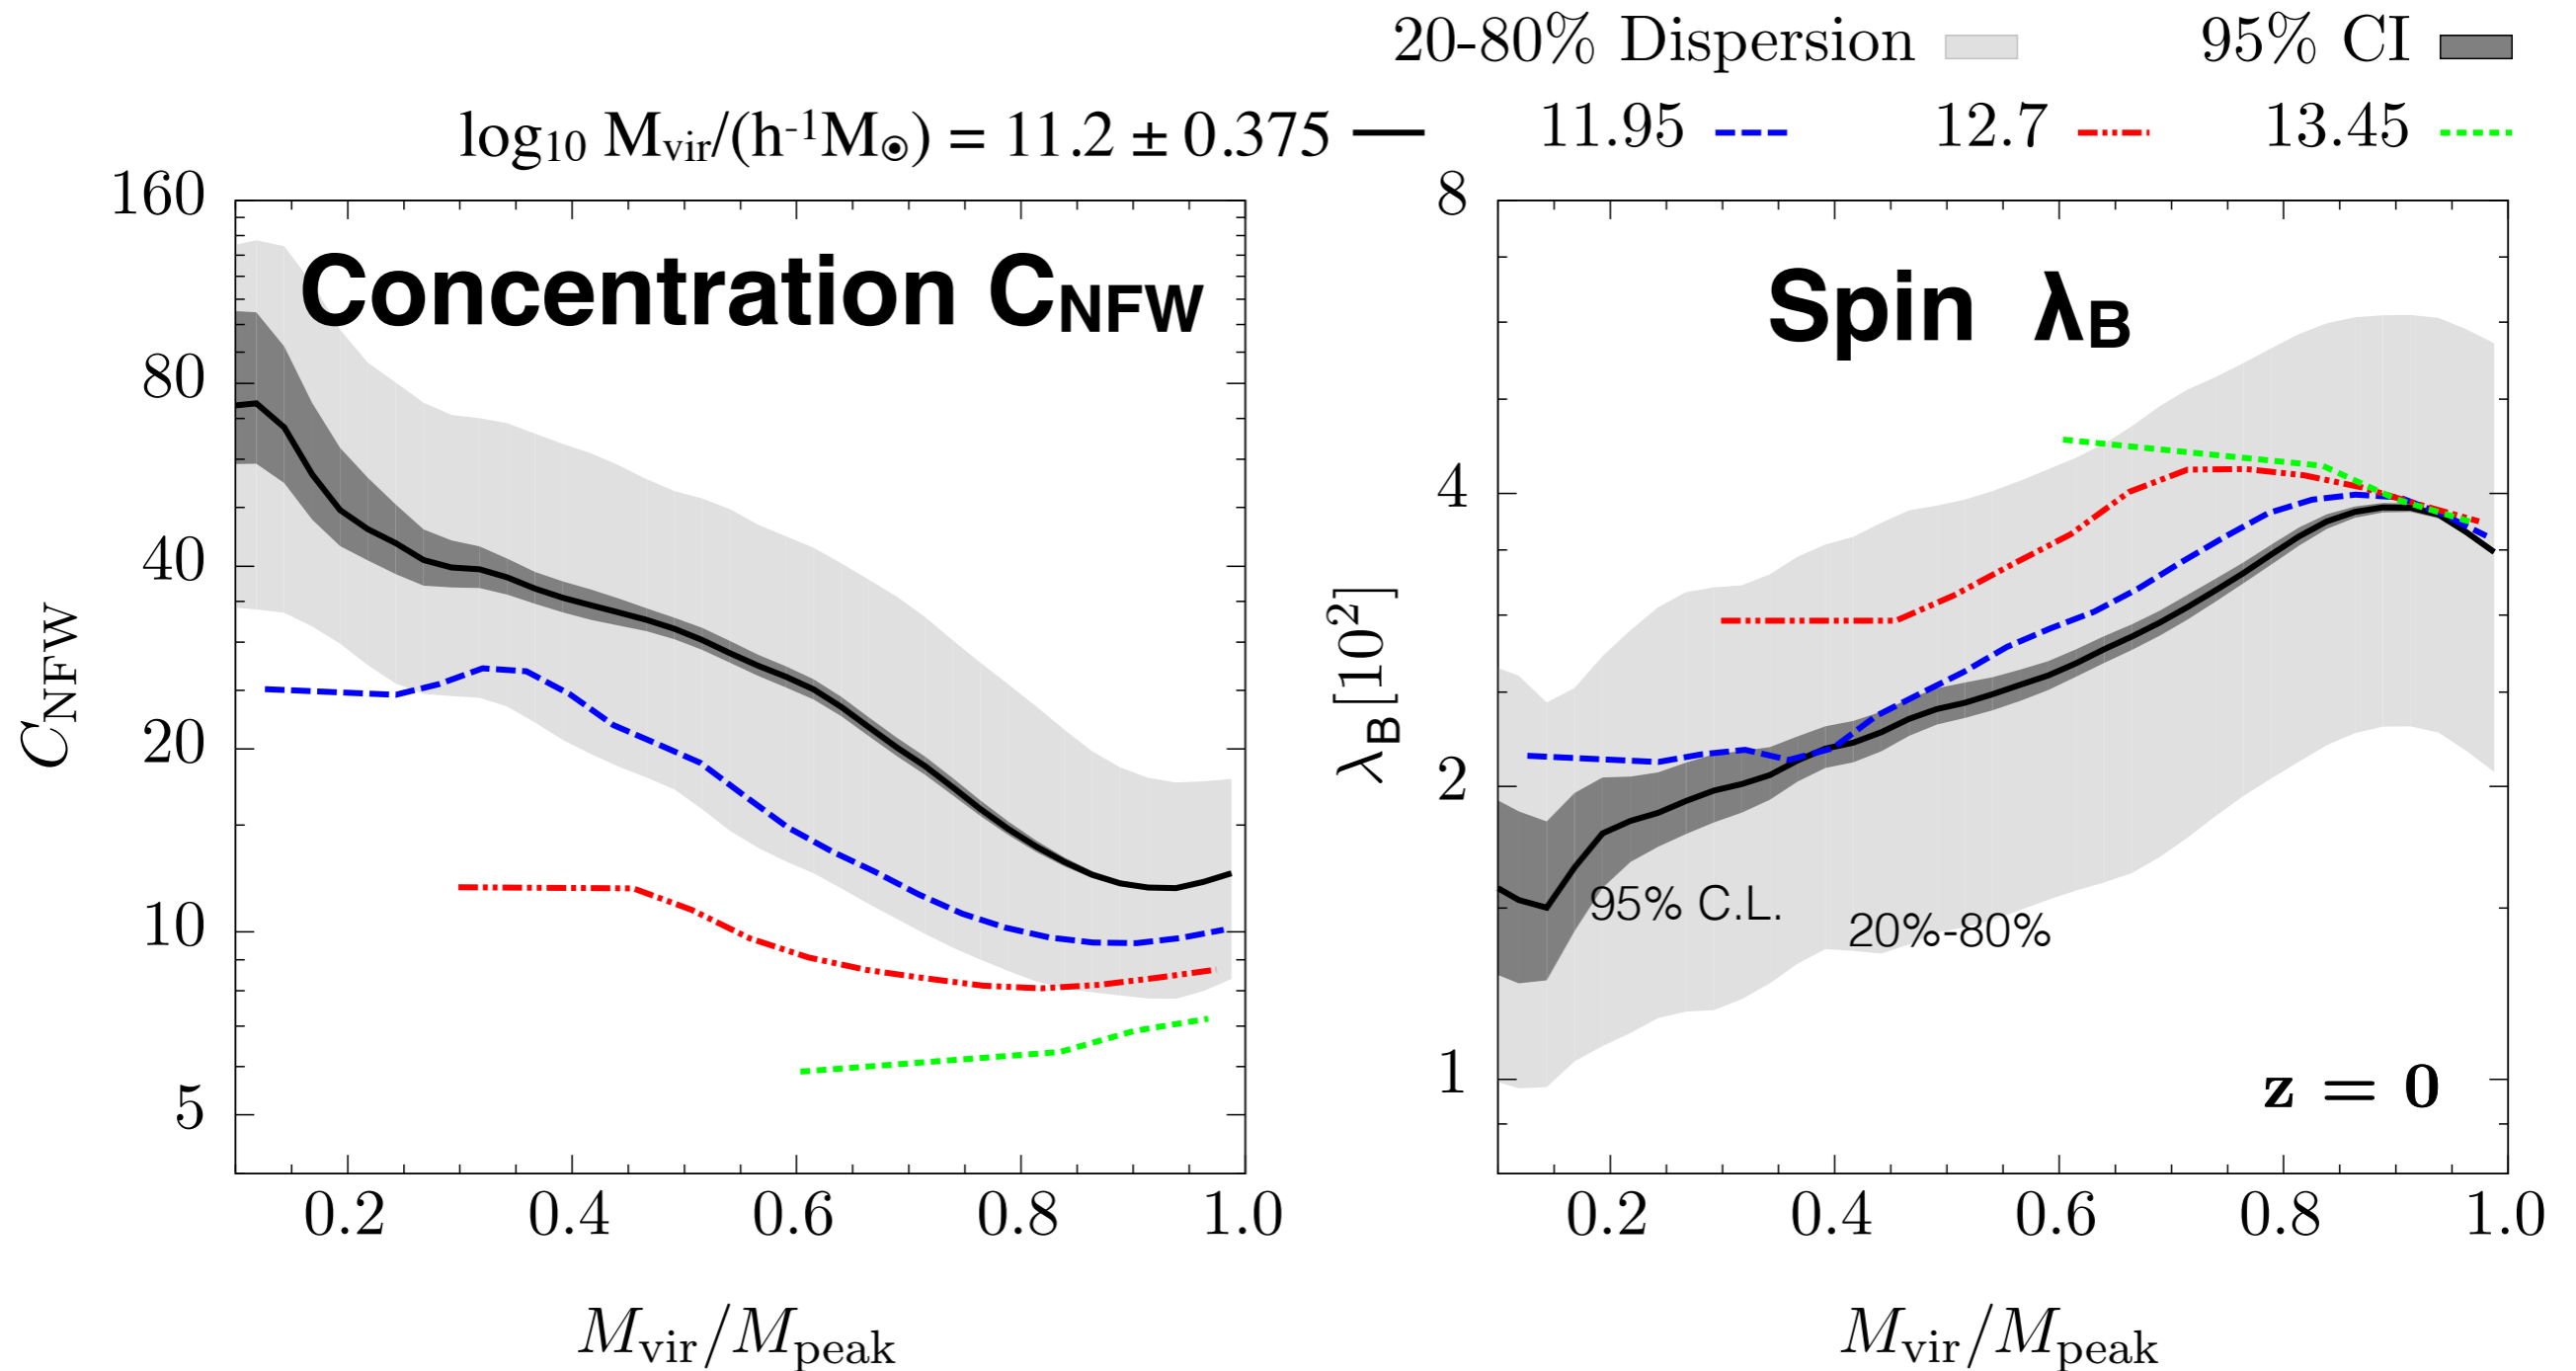 20-80% Dispersion 95% CI
log₁₀ Mvir/(h⁻¹M☉) = 11.2 ± 0.375 11.95 12.7 13.45
Concentration CNFW
CNFW
160
80
40
20
10
5
0.2 0.4 0.6 0.8 1.0
Mvir/Mpeak
Spin λB
λB[10²]
8
4
2
1
95% C.L.
20%-80%
z = 0
0.2 0.4 0.6 0.8 1.0
Mvir/Mpeak